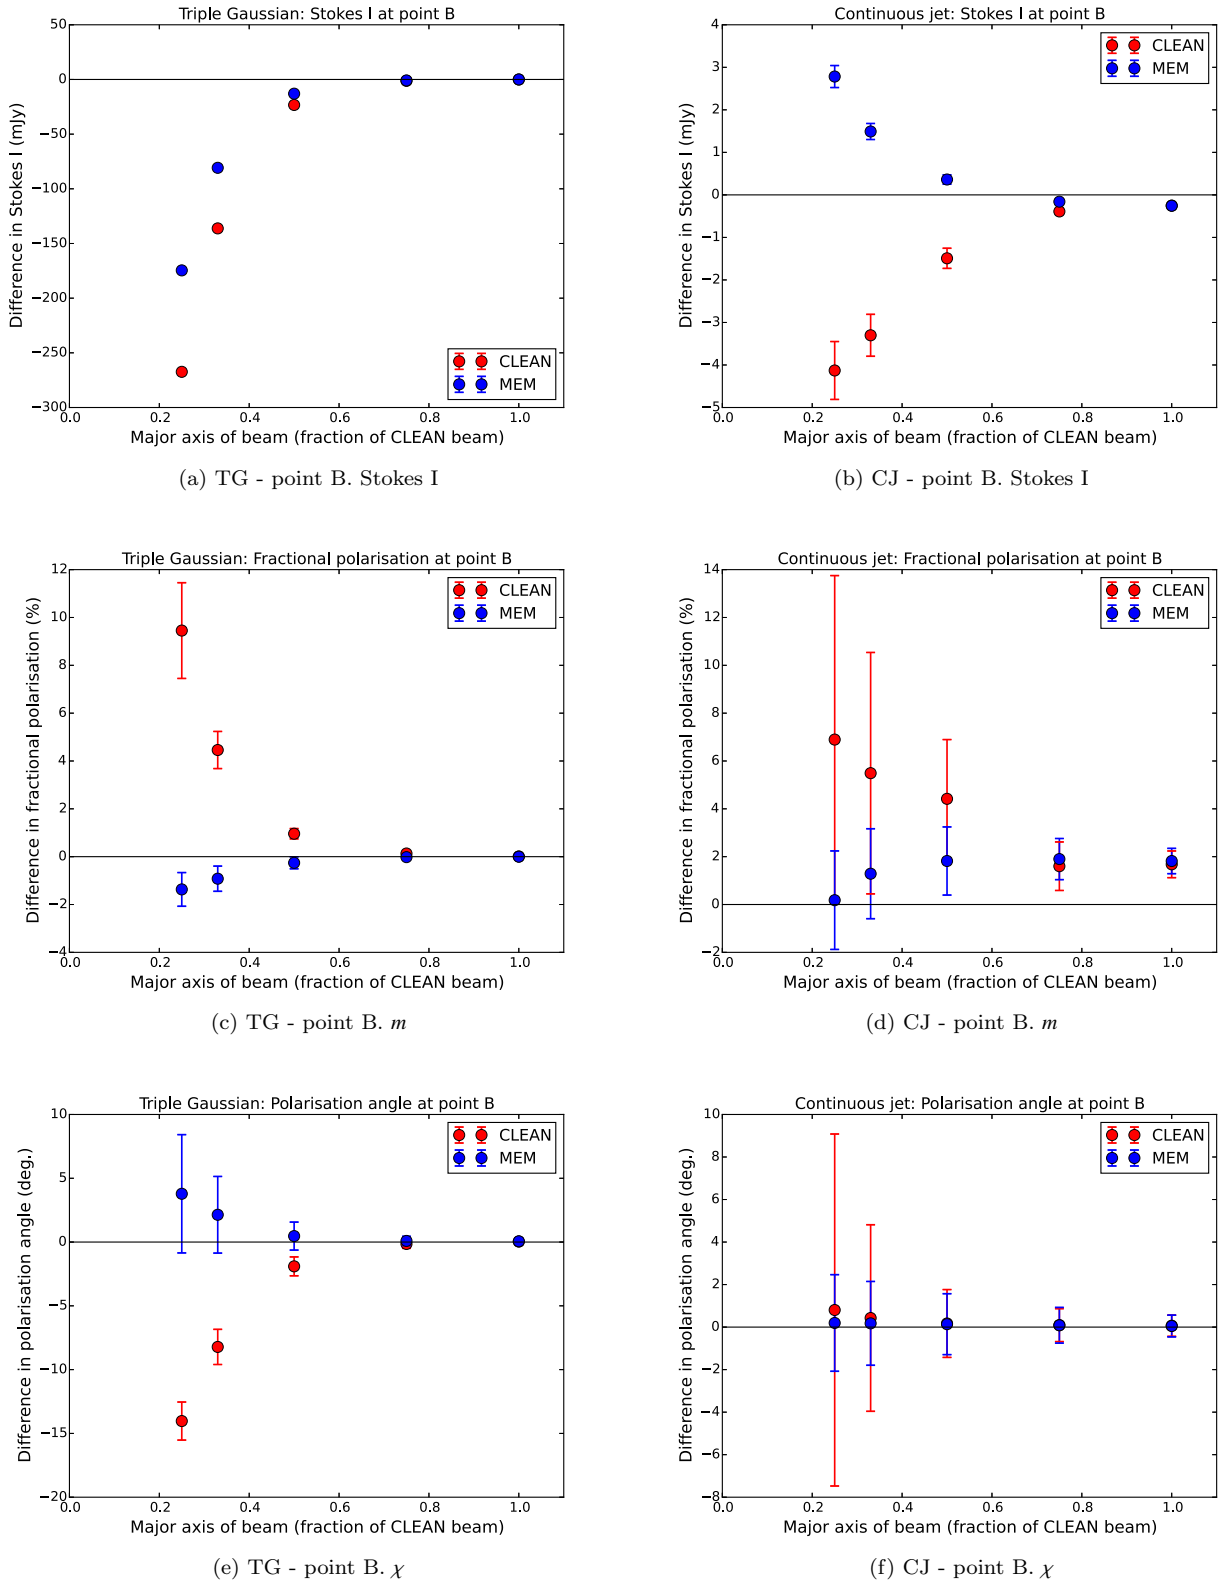 Triple Gaussian: Stokes I at point B
Difference in Stokes I (mJy)
50
0
−50
−100
−150
−200
−250
−300
0.0 0.2 0.4 0.6 0.8 1.0
Major axis of beam (fraction of CLEAN beam)
CLEAN
MEM
(a) TG - point B. Stokes I
Continuous jet: Stokes I at point B
Difference in Stokes I (mJy)
4
3
2
1
0
−1
−2
−3
−4
−5
0.0 0.2 0.4 0.6 0.8 1.0
Major axis of beam (fraction of CLEAN beam)
CLEAN
MEM
(b) CJ - point B. Stokes I
Triple Gaussian: Fractional polarisation at point B
Difference in fractional polarisation (%)
12
10
8
6
4
2
0
−2
−4
0.0 0.2 0.4 0.6 0.8 1.0
Major axis of beam (fraction of CLEAN beam)
CLEAN
MEM
(c) TG - point B. m
Continuous jet: Fractional polarisation at point B
Difference in fractional polarisation (%)
14
12
10
8
6
4
2
0
−2
0.0 0.2 0.4 0.6 0.8 1.0
Major axis of beam (fraction of CLEAN beam)
CLEAN
MEM
(d) CJ - point B. m
Triple Gaussian: Polarisation angle at point B
Difference in polarisation angle (deg.)
10
5
0
−5
−10
−15
−20
0.0 0.2 0.4 0.6 0.8 1.0
Major axis of beam (fraction of CLEAN beam)
CLEAN
MEM
(e) TG - point B. χ
Continuous jet: Polarisation angle at point B
Difference in polarisation angle (deg.)
10
8
6
4
2
0
−2
−4
−6
−8
0.0 0.2 0.4 0.6 0.8 1.0
Major axis of beam (fraction of CLEAN beam)
CLEAN
MEM
(f) CJ - point B. χ